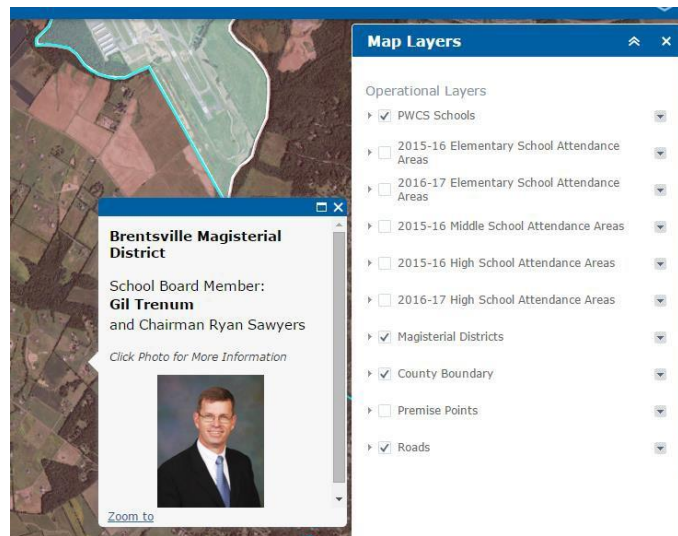 Map Layers
Operational Layers
PWCS Schools
2015-16 Elementary School Attendance
Areas
2016-17 Elementary School Attendance
Areas
2015-16 Middle School Attendance Areas
2015-16 High School Attendance Areas
2016-17 High School Attendance Areas
Magisterial Districts
County Boundary
Premise Points
Roads
Brentsville Magisterial
District
School Board Member:
Gil Trenum
and Chairman Ryan Sawyers
Click Photo for More Information
Zoom to